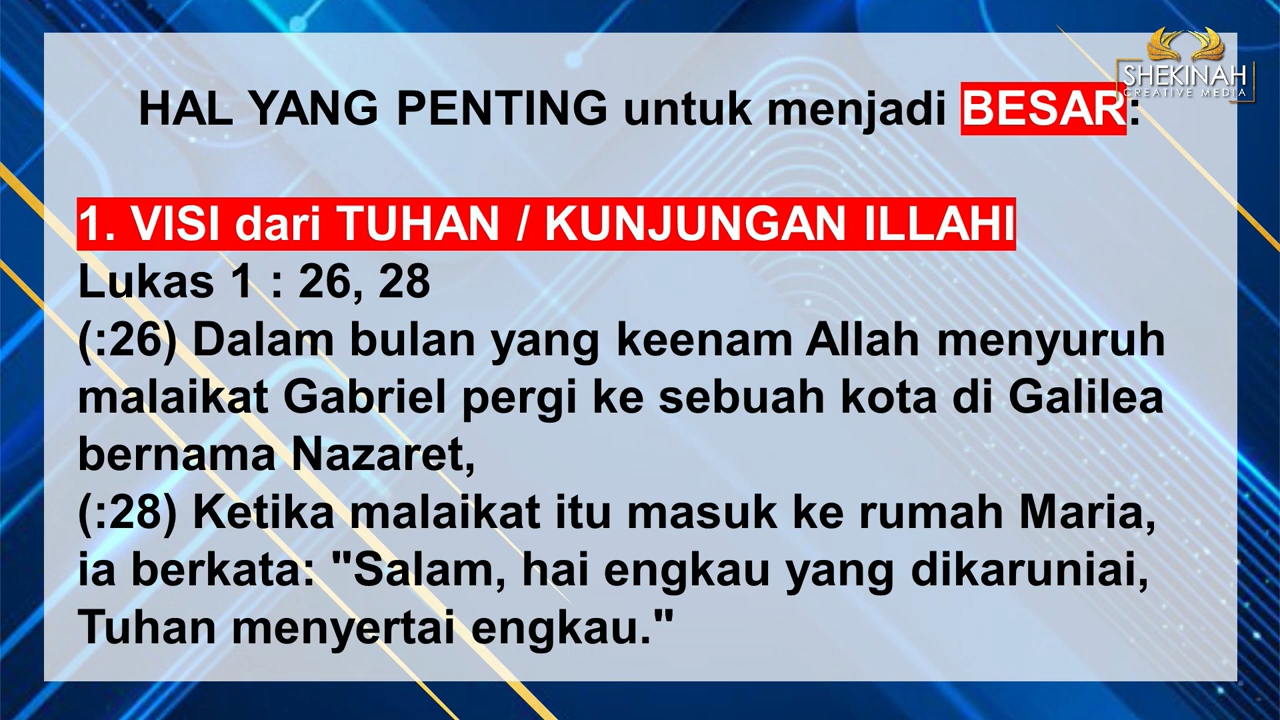 SHEKINAH
CREATIVE MEDIA
HAL YANG PENTING untuk menjadi BESAR:
1. VISI dari TUHAN / KUNJUNGAN ILLAHI
Lukas 1 : 26, 28
(:26) Dalam bulan yang keenam Allah menyuruh
malaikat Gabriel pergi ke sebuah kota di Galilea
bernama Nazaret,
(:28) Ketika malaikat itu masuk ke rumah Maria,
ia berkata: "Salam, hai engkau yang dikaruniai,
Tuhan menyertai engkau."